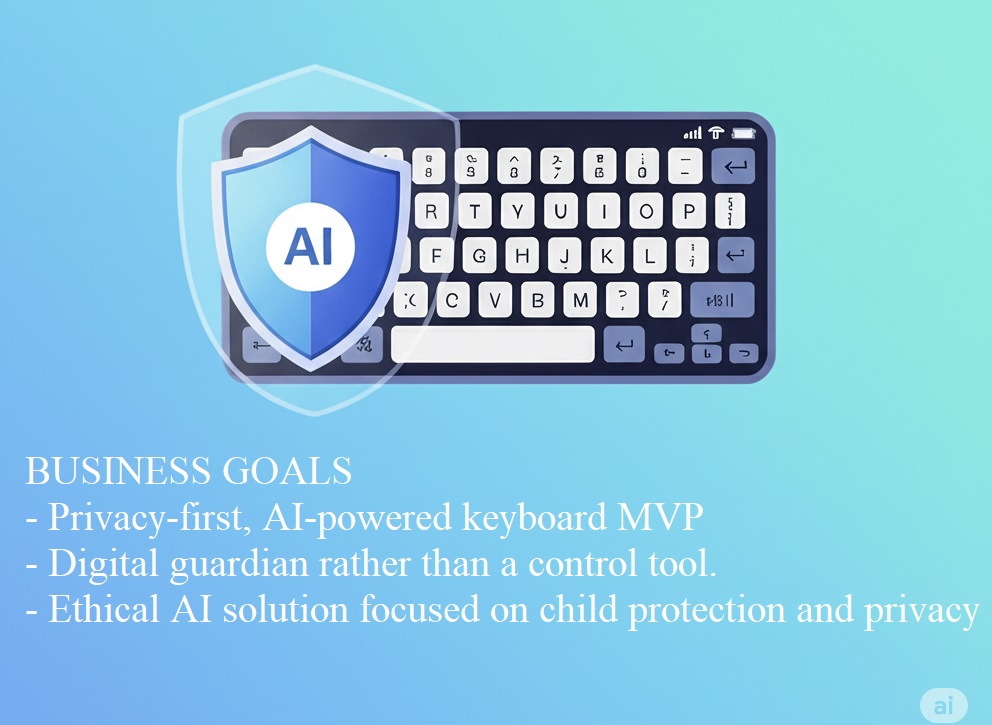 AI
R T Y U I O P
F G H J K L
C V B M
BUSINESS GOALS
- Privacy-first, AI-powered keyboard MVP
- Digital guardian rather than a control tool.
- Ethical AI solution focused on child protection and privacy
ai